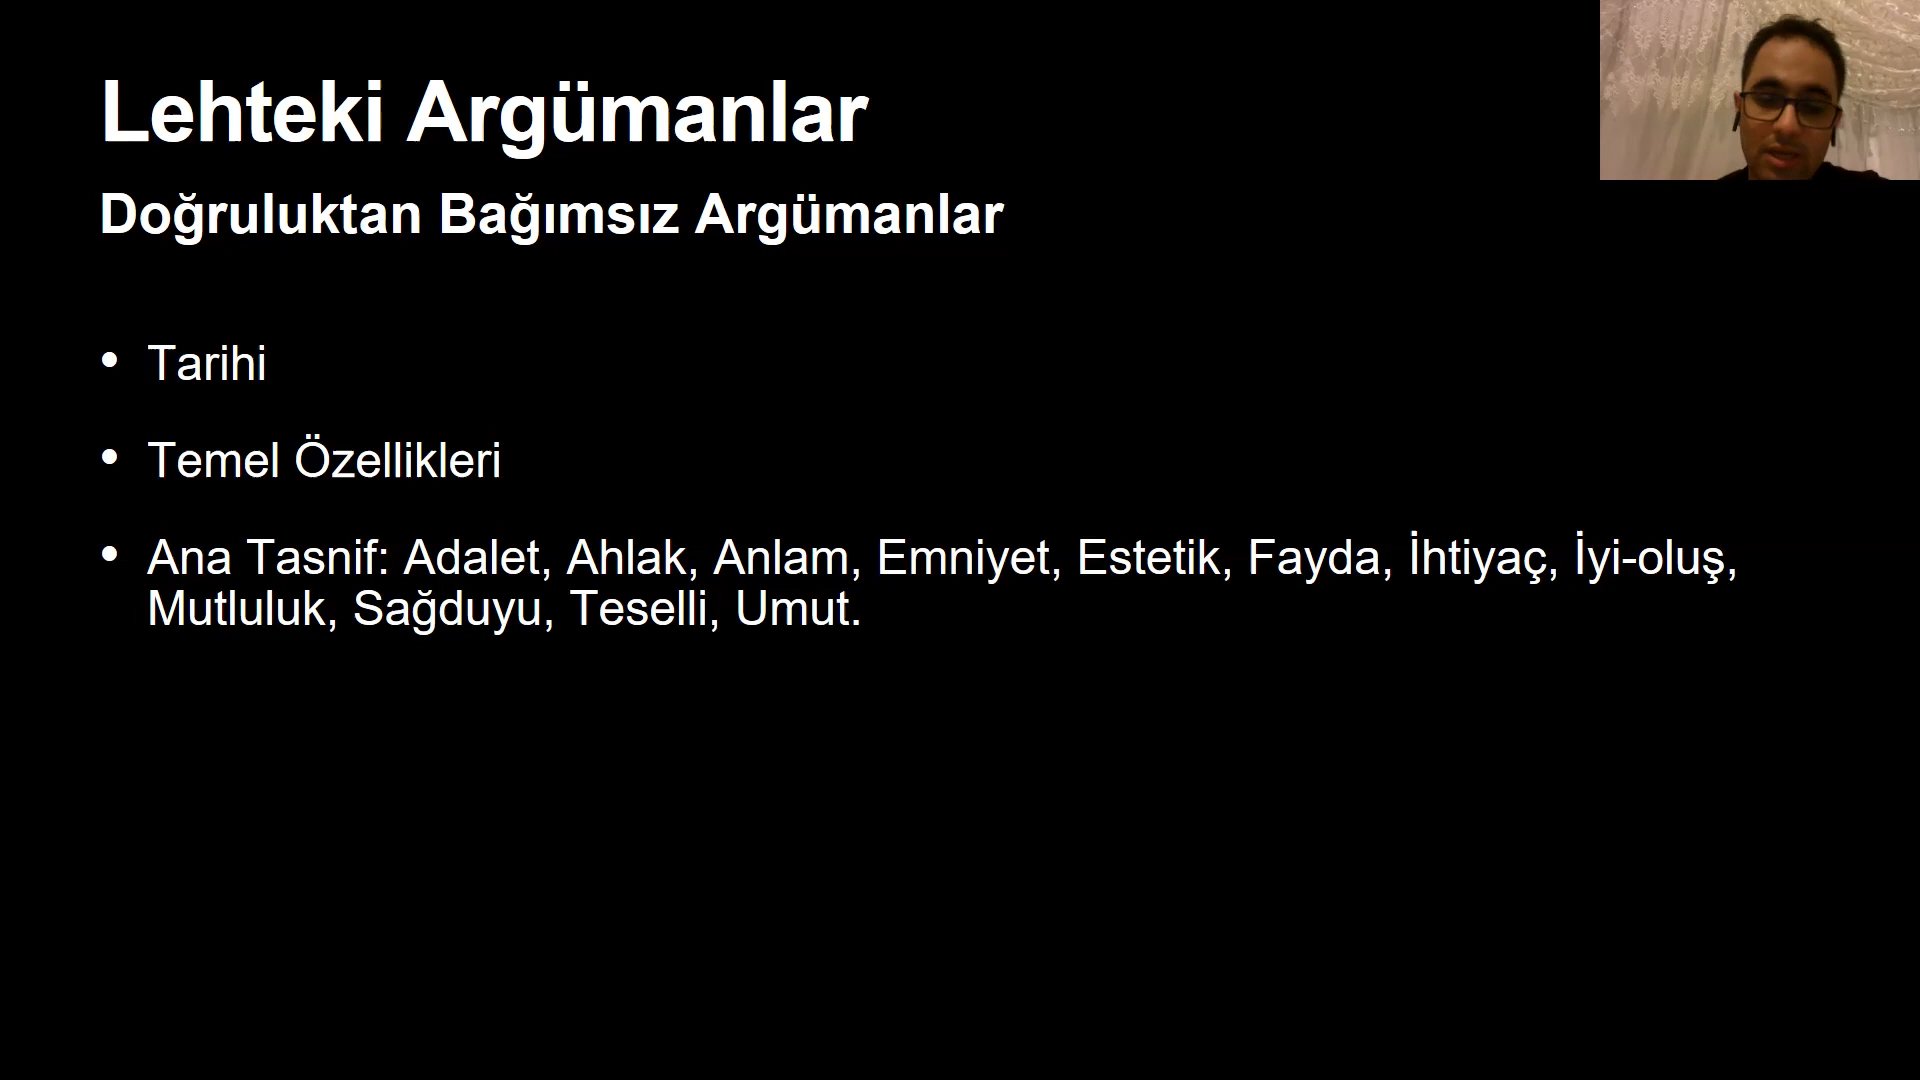 Lehteki Argümanlar
Doğruluktan Bağımsız Argümanlar
• Tarihi
• Temel Özellikleri
• Ana Tasnif: Adalet, Ahlak, Anlam, Emniyet, Estetik, Fayda, İhtiyaç, İyi-oluş,
Mutluluk, Sağduyu, Teselli, Umut.